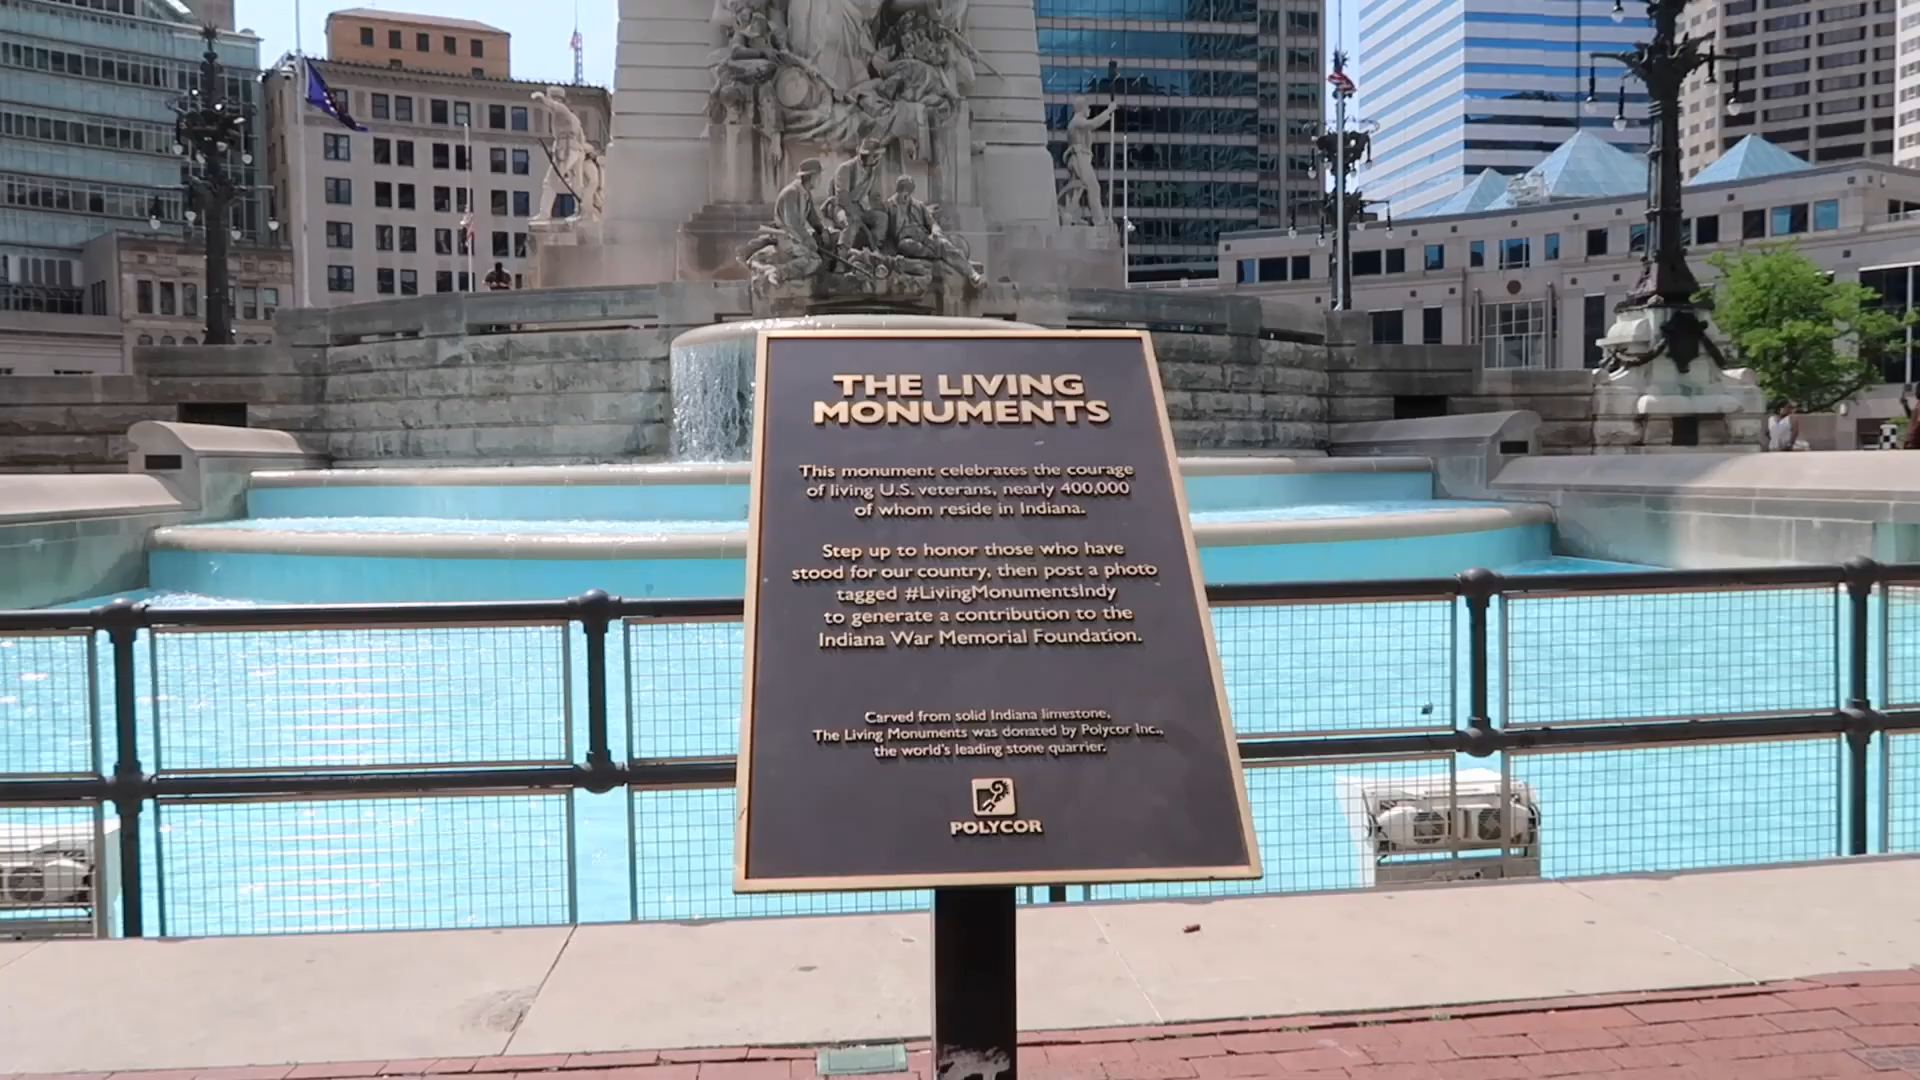 THE LIVING
MONUMENTS
This monument celebrates the courage
of living U.S. veterans, nearly 400,000
of whom reside in Indiana.
Step up to honor those who have
stood for our country, then post a photo
tagged #LivingMonumentsIndy
to generate a contribution to the
Indiana War Memorial Foundation.
Carved from solid Indiana limestone,
The Living Monuments was donated by Polycor Inc.,
the world's leading stone quarrier.
POLYCOR